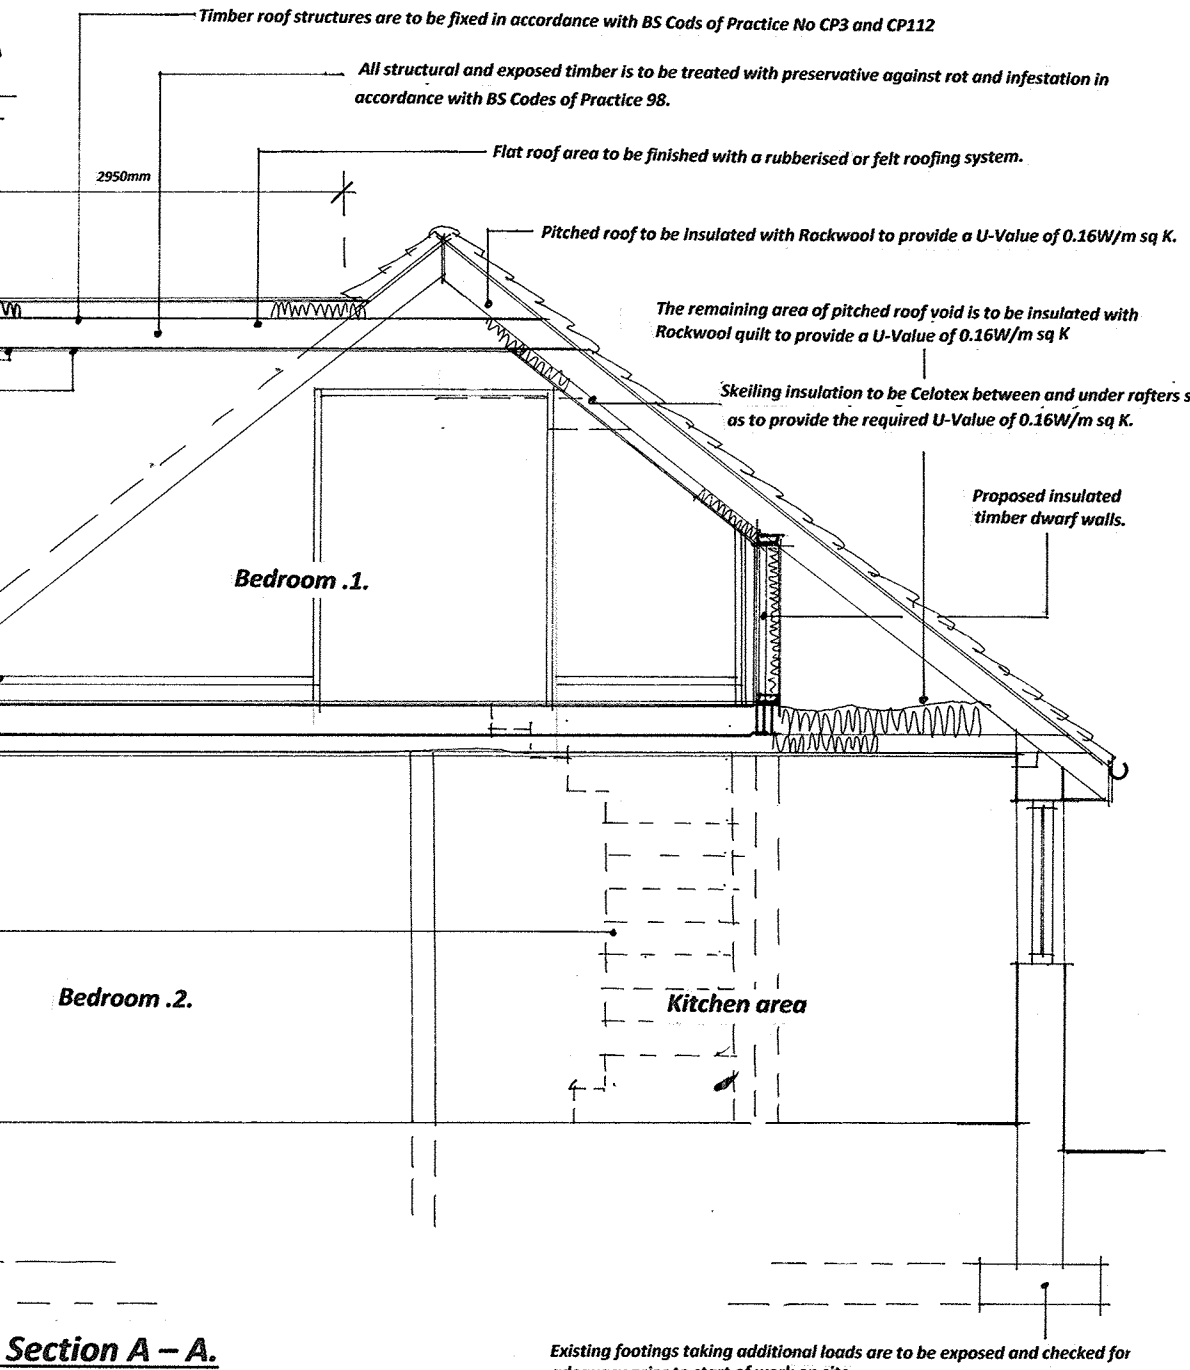 Timber roof structures are to be fixed in accordance with BS Cods of Practice No CP3 and CP112
All structural and exposed timber is to be treated with preservative against rot and infestation in
accordance with BS Codes of Practice 98.
Flat roof area to be finished with a rubberised or felt roofing system.
2950mm
Pitched roof to be insulated with Rockwool to provide a U-Value of 0.16W/m sq K.
The remaining area of pitched roof void is to be insulated with
Rockwool quilt to provide a U-Value of 0.16W/m sq K
Skeiling insulation to be Celotex between and under rafters s
as to provide the required U-Value of 0.16W/m sq K.
Proposed insulated
timber dwarf walls.
Bedroom .1.
Bedroom .2.
Kitchen area
Section A – A.
Existing footings taking additional loads are to be exposed and checked for